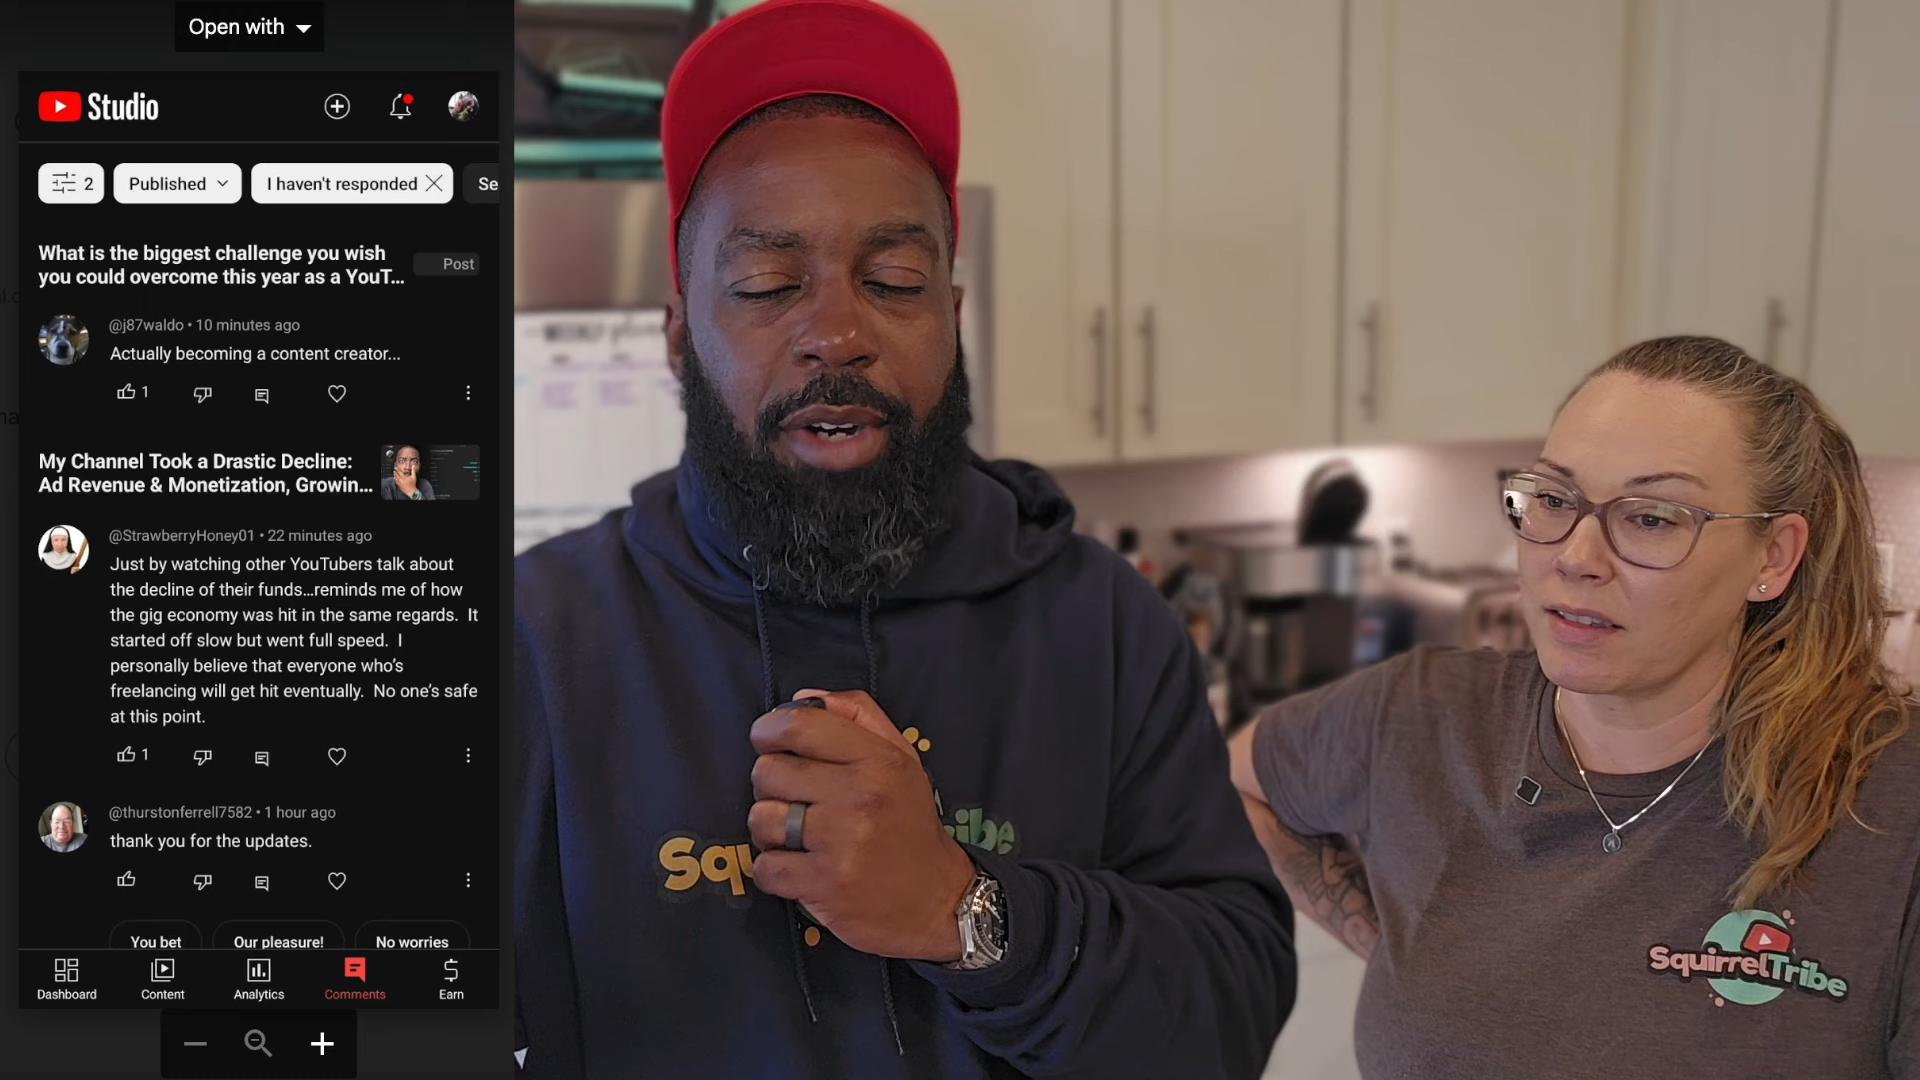 Open with
Studio
2
Published
I haven't responded
Se
What is the biggest challenge you wish
you could overcome this year as a YouT...
Post
@j87waldo • 10 minutes ago
Actually becoming a content creator...
1
My Channel Took a Drastic Decline:
Ad Revenue & Monetization, Growin...
@StrawberryHoney01 • 22 minutes ago
Just by watching other YouTubers talk about
the decline of their funds...reminds me of how
the gig economy was hit in the same regards. It
started off slow but went full speed. I
personally believe that everyone who's
freelancing will get hit eventually. No one's safe
at this point.
1
@thurstonferrell7582 • 1 hour ago
thank you for the updates.
You bet
Our pleasure!
No worries
Dashboard
Content
Analytics
Comments
Earn
WEEKLY
Squ
ibe
SquirrelTribe